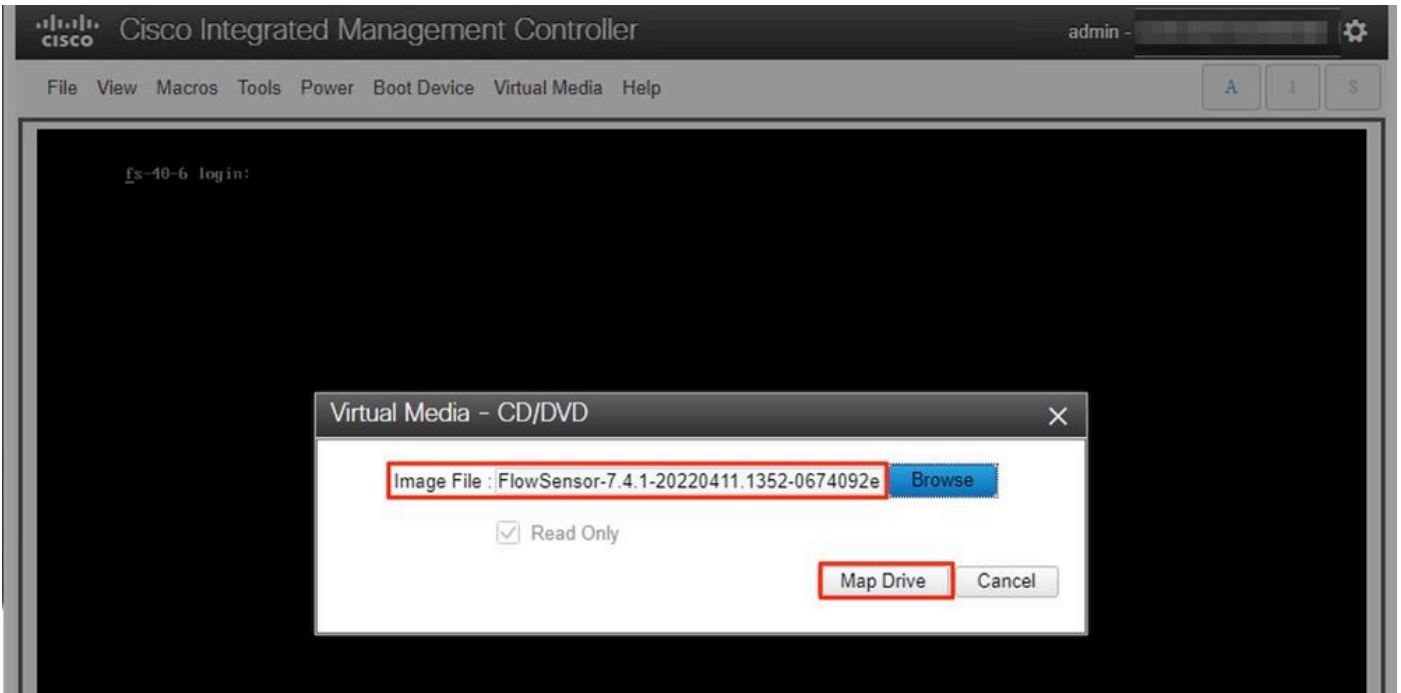 CISCO Cisco Integrated Management Controller admin -
File View Macros Tools Power Boot Device Virtual Media Help A 1 S
fs-40-6 login:
Virtual Media - CD/DVD
Image File : FlowSensor-7.4.1-20220411.1352-0674092e Browse
Read Only
Map Drive Cancel